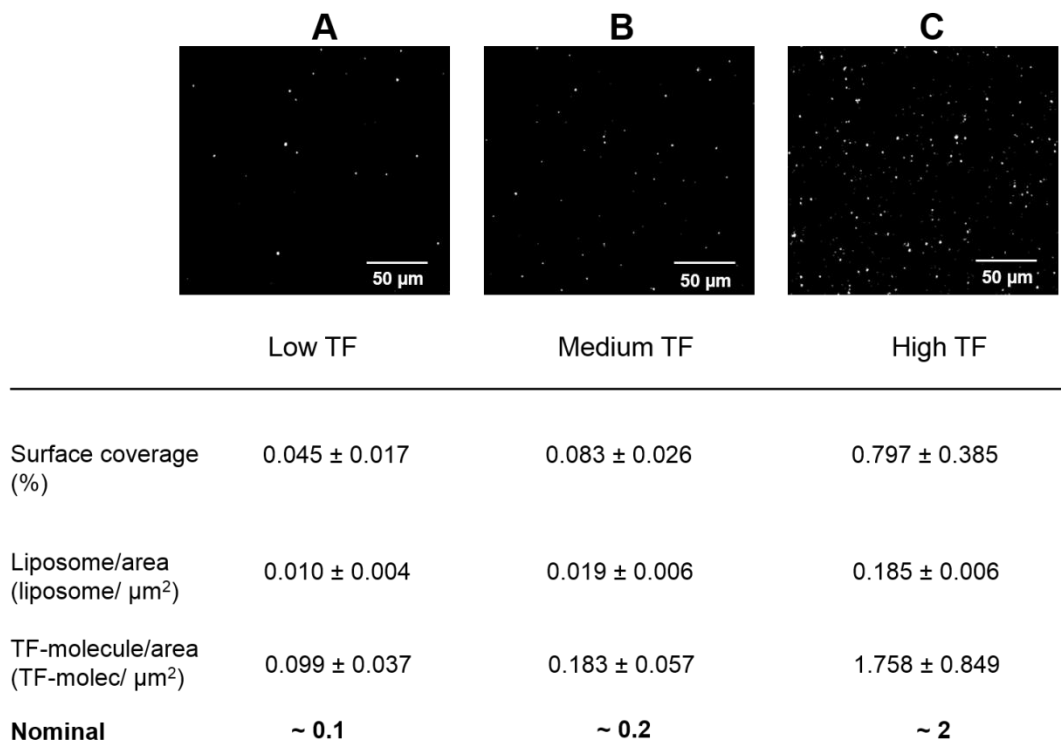 A B C
50 µm 50 µm 50 µm
Low TF Medium TF High TF
Surface coverage
(%) 0.045 ± 0.017 0.083 ± 0.026 0.797 ± 0.385
Liposome/area
(liposome/ µm²) 0.010 ± 0.004 0.019 ± 0.006 0.185 ± 0.006
TF-molecule/area
(TF-molec/ µm²) 0.099 ± 0.037 0.183 ± 0.057 1.758 ± 0.849
Nominal ~ 0.1 ~ 0.2 ~ 2